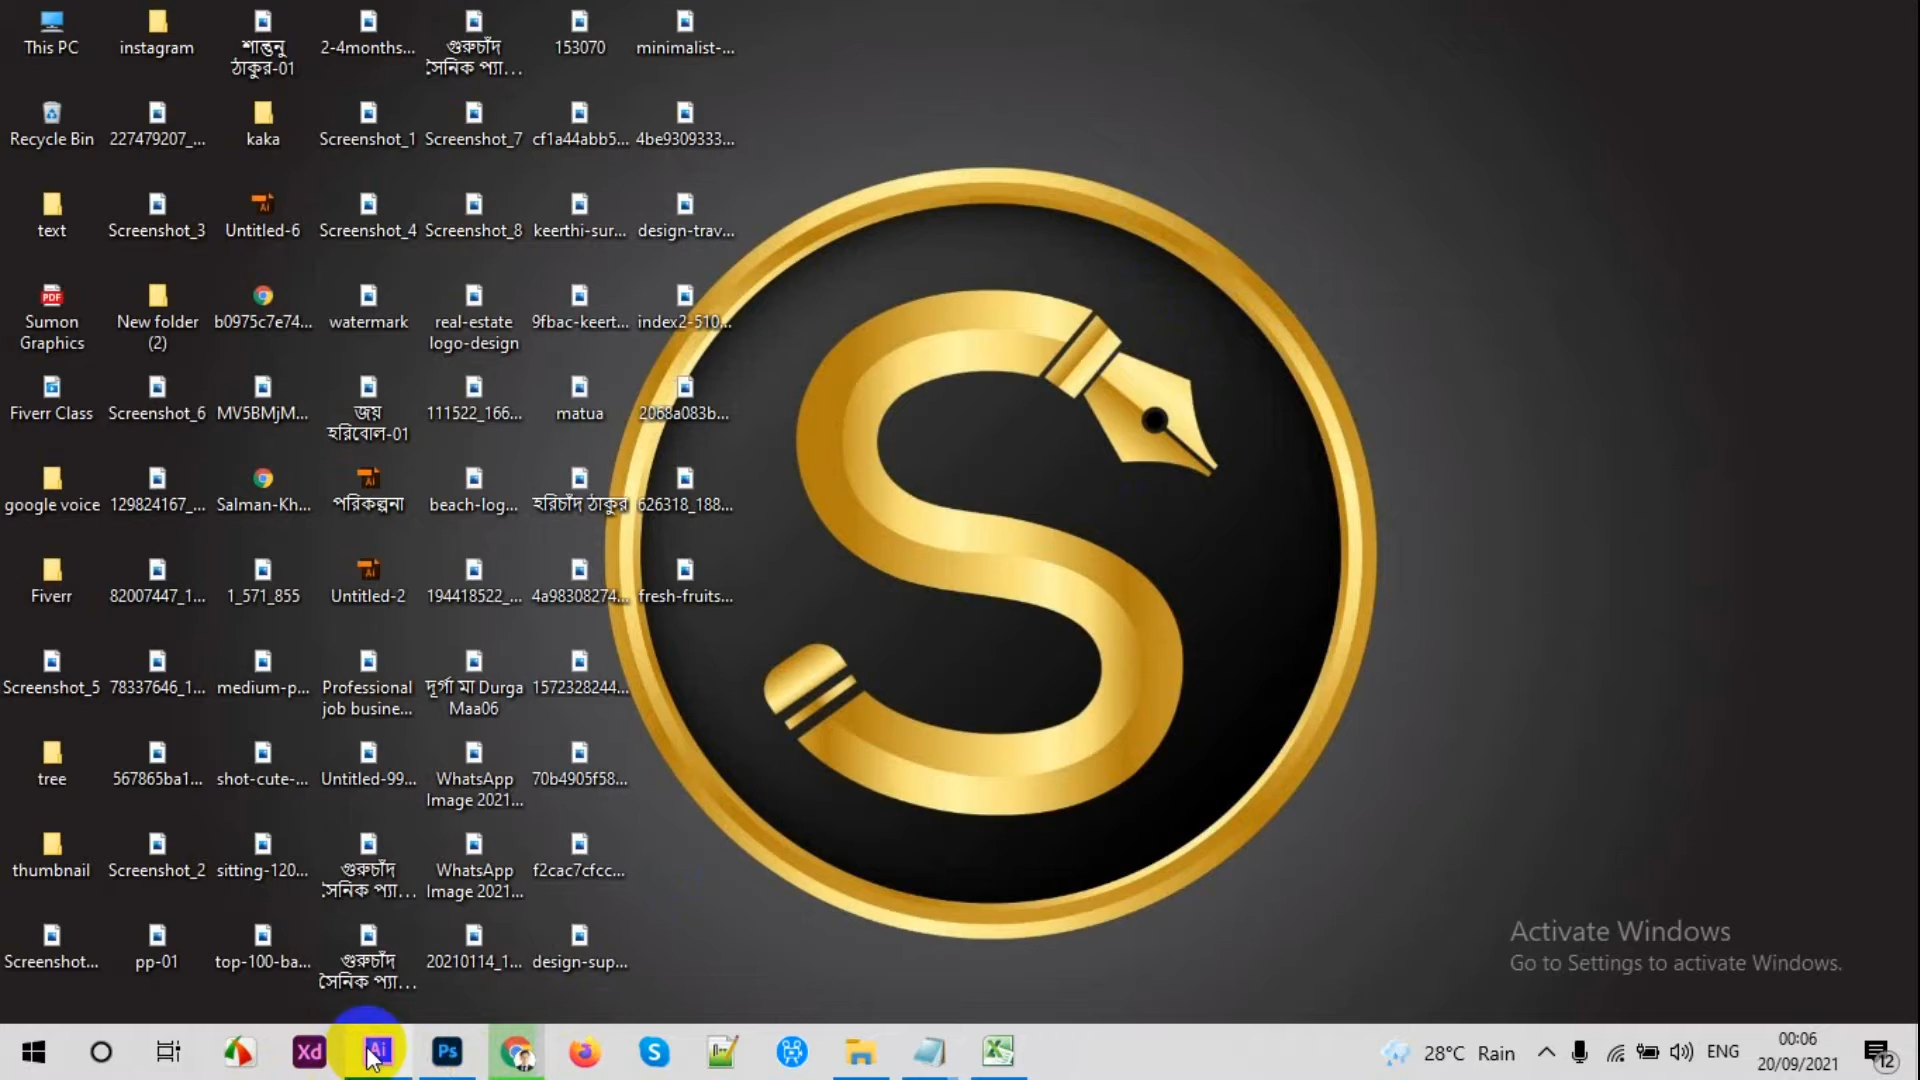 This PC
instagram
শান্তনু
ঠাকুর-01
2-4months...
গুরুচাঁদ
সৈনিক প্যা...
153070
minimalist-...
Recycle Bin
227479207_...
kaka
Screenshot_1
Screenshot_7
cf1a44abb5...
4be9309333...
text
Screenshot_3
Untitled-6
Screenshot_4
Screenshot_8
keerthi-sur...
design-trav...
Sumon
Graphics
New folder
(2)
b0975c7e74...
watermark
real-estate
logo-design
9fbac-keert...
index2-510...
Fiverr Class
Screenshot_6
MV5BMjM...
জয়
হরিবোল-01
111522_166...
matua
2068a083b...
google voice
129824167_...
Salman-Kh...
পরিকল্পনা
beach-log...
হরিচাঁদ ঠাকুর
626318_188...
Fiverr
82007447_1...
1_571_855
Untitled-2
194418522_...
4a98308274...
fresh-fruits...
Screenshot_5
78337646_1...
medium-p...
Professional
job busine...
দূর্গা মা Durga
Maa06
1572328244...
tree
567865ba1...
shot-cute-...
Untitled-99...
WhatsApp
Image 2021...
70b4905f58...
thumbnail
Screenshot_2
sitting-120...
গুরুচাঁদ
সৈনিক প্যা...
WhatsApp
Image 2021...
f2cac7cfcc...
Screenshot...
pp-01
top-100-ba...
গুরুচাঁদ
সৈনিক প্যা...
20210114_1...
design-sup...
Activate Windows
Go to Settings to activate Windows.
Xd
Ai
Ps
28°C Rain
ENG
00:06
20/09/2021
12